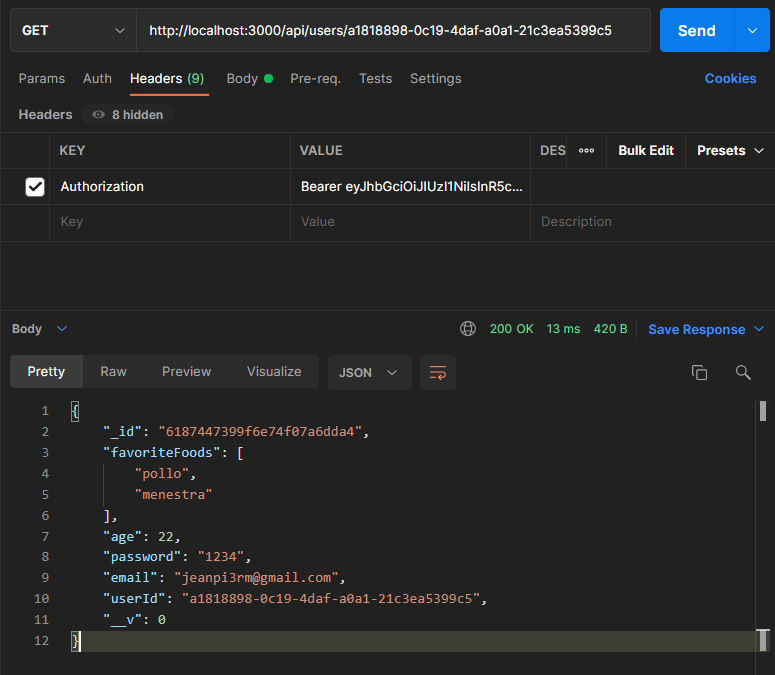 GET http://localhost:3000/api/users/a1818898-0c19-4daf-a0a1-21c3ea5399c5 Send
Params Auth Headers (9) Body Pre-req. Tests Settings Cookies
Headers 8 hidden
KEY VALUE DES Bulk Edit Presets
Authorization Bearer eyJhbGciOiJIUzI1NiIsInR5c...
Key Value Description
Body 200 OK 13 ms 420 B Save Response
Pretty Raw Preview Visualize JSON
1 {
2 "_id": "6187447399f6e74f07a6dda4",
3 "favoriteFoods": [
4 "pollo",
5 "menestra"
6 ],
7 "age": 22,
8 "password": "1234",
9 "email": "jeanpi3rm@gmail.com",
10 "userId": "a1818898-0c19-4daf-a0a1-21c3ea5399c5",
11 "__v": 0
12 }